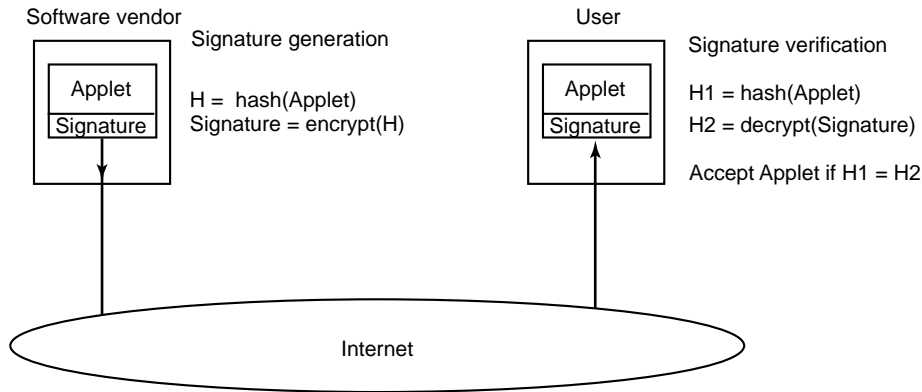 Software vendor
Signature generation
Applet
Signature
H = hash(Applet)
Signature = encrypt(H)
User
Signature verification
Applet
Signature
H1 = hash(Applet)
H2 = decrypt(Signature)
Accept Applet if H1 = H2
Internet